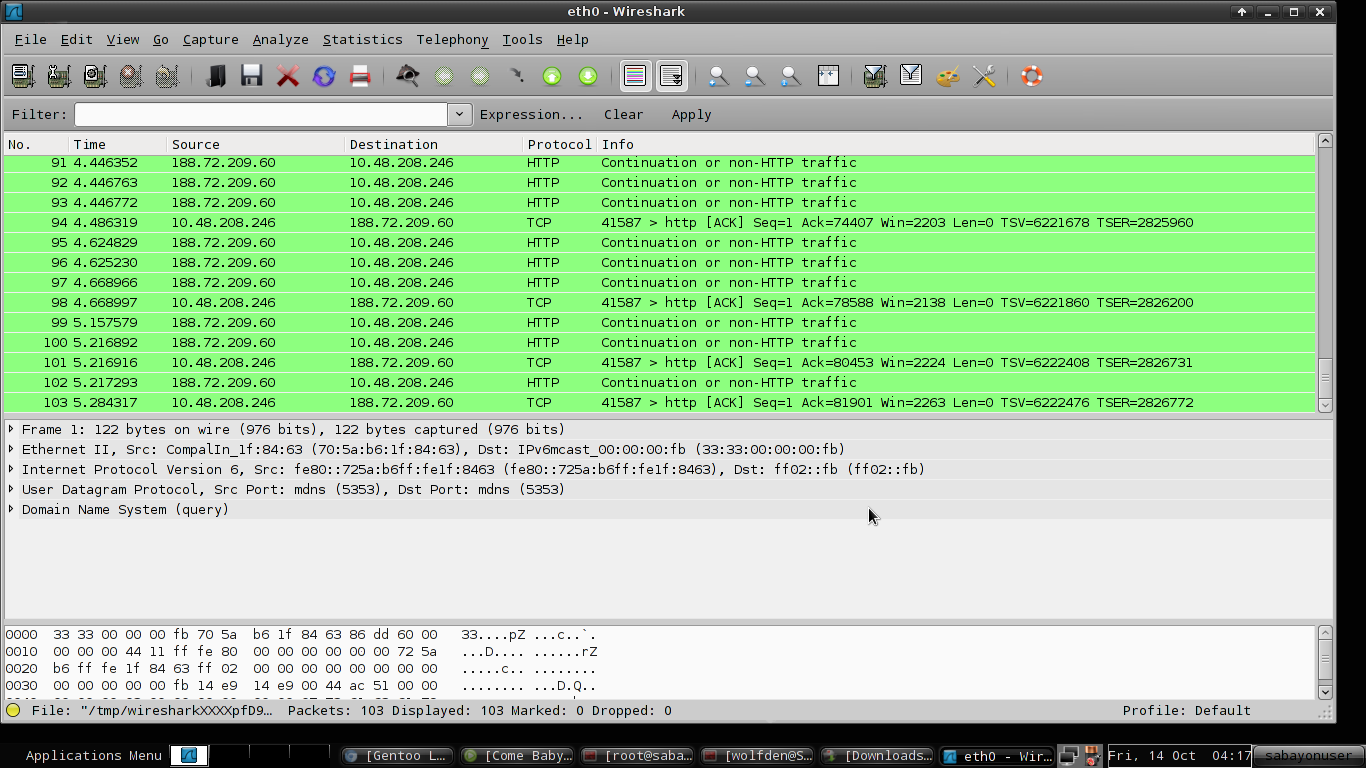 eth0 - Wireshark
File Edit View Go Capture Analyze Statistics Telephony Tools Help
Filter: Expression... Clear Apply
No. Time Source Destination Protocol Info
91 4.446352 188.72.209.60 10.48.208.246 HTTP Continuation or non-HTTP traffic
92 4.446763 188.72.209.60 10.48.208.246 HTTP Continuation or non-HTTP traffic
93 4.446772 188.72.209.60 10.48.208.246 HTTP Continuation or non-HTTP traffic
94 4.486319 10.48.208.246 188.72.209.60 TCP 41587 > http [ACK] Seq=1 Ack=74407 Win=2203 Len=0 TSV=6221678 TSER=2825960
95 4.624829 188.72.209.60 10.48.208.246 HTTP Continuation or non-HTTP traffic
96 4.625230 188.72.209.60 10.48.208.246 HTTP Continuation or non-HTTP traffic
97 4.668966 188.72.209.60 10.48.208.246 HTTP Continuation or non-HTTP traffic
98 4.668997 10.48.208.246 188.72.209.60 TCP 41587 > http [ACK] Seq=1 Ack=78588 Win=2138 Len=0 TSV=6221860 TSER=2826200
99 5.157579 188.72.209.60 10.48.208.246 HTTP Continuation or non-HTTP traffic
100 5.216892 188.72.209.60 10.48.208.246 HTTP Continuation or non-HTTP traffic
101 5.216916 10.48.208.246 188.72.209.60 TCP 41587 > http [ACK] Seq=1 Ack=80453 Win=2224 Len=0 TSV=6222408 TSER=2826731
102 5.217293 188.72.209.60 10.48.208.246 HTTP Continuation or non-HTTP traffic
103 5.284317 10.48.208.246 188.72.209.60 TCP 41587 > http [ACK] Seq=1 Ack=81901 Win=2263 Len=0 TSV=6222476 TSER=2826772
Frame 1: 122 bytes on wire (976 bits), 122 bytes captured (976 bits)
Ethernet II, Src: CompalIn_1f:84:63 (70:5a:b6:1f:84:63), Dst: IPv6mcast_00:00:00:fb (33:33:00:00:00:fb)
Internet Protocol Version 6, Src: fe80::725a:b6ff:fe1f:8463 (fe80::725a:b6ff:fe1f:8463), Dst: ff02::fb (ff02::fb)
User Datagram Protocol, Src Port: mdns (5353), Dst Port: mdns (5353)
Domain Name System (query)
0000 33 33 00 00 00 fb 70 5a b6 1f 84 63 86 dd 60 00 33....pZ ...c..`.
0010 00 00 00 44 11 ff fe 80 00 00 00 00 00 00 72 5a ...D.... ......rZ
0020 b6 ff fe 1f 84 63 ff 02 00 00 00 00 00 00 00 00 .....c.. ........
0030 00 00 00 00 00 fb 14 e9 14 e9 00 44 ac 51 00 00 ........ ...D.Q..
File: "/tmp/wiresharkXXXXpfD9... Packets: 103 Displayed: 103 Marked: 0 Dropped: 0 Profile: Default
Applications Menu [Gentoo L... [Come Baby... [root@saba... [wolfden@S... [Downloads... eth0 - Wir... Fri, 14 Oct 04:17 sabayonuser